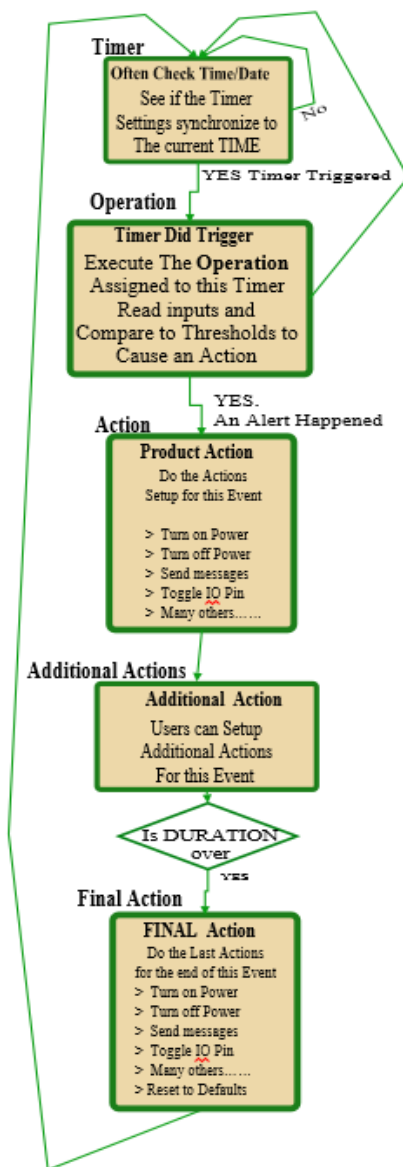 Timer
Often Check Time/Date
See if the Timer
Settings synchronize to
The current TIME
No
YES Timer Triggered
Operation
Timer Did Trigger
Execute The Operation
Assigned to this Timer
Read inputs and
Compare to Thresholds to
Cause an Action
YES.
An Alert Happened
Action
Product Action
Do the Actions
Setup for this Event
> Turn on Power
> Turn off Power
> Send messages
> Toggle IO Pin
> Many others......
Additional Actions
Additional Action
Users can Setup
Additional Actions
For this Event
Is DURATION
over
YES
Final Action
FINAL Action
Do the Last Actions
for the end of this Event
> Turn on Power
> Turn off Power
> Send messages
> Toggle IO Pin
> Many others......
> Reset to Defaults